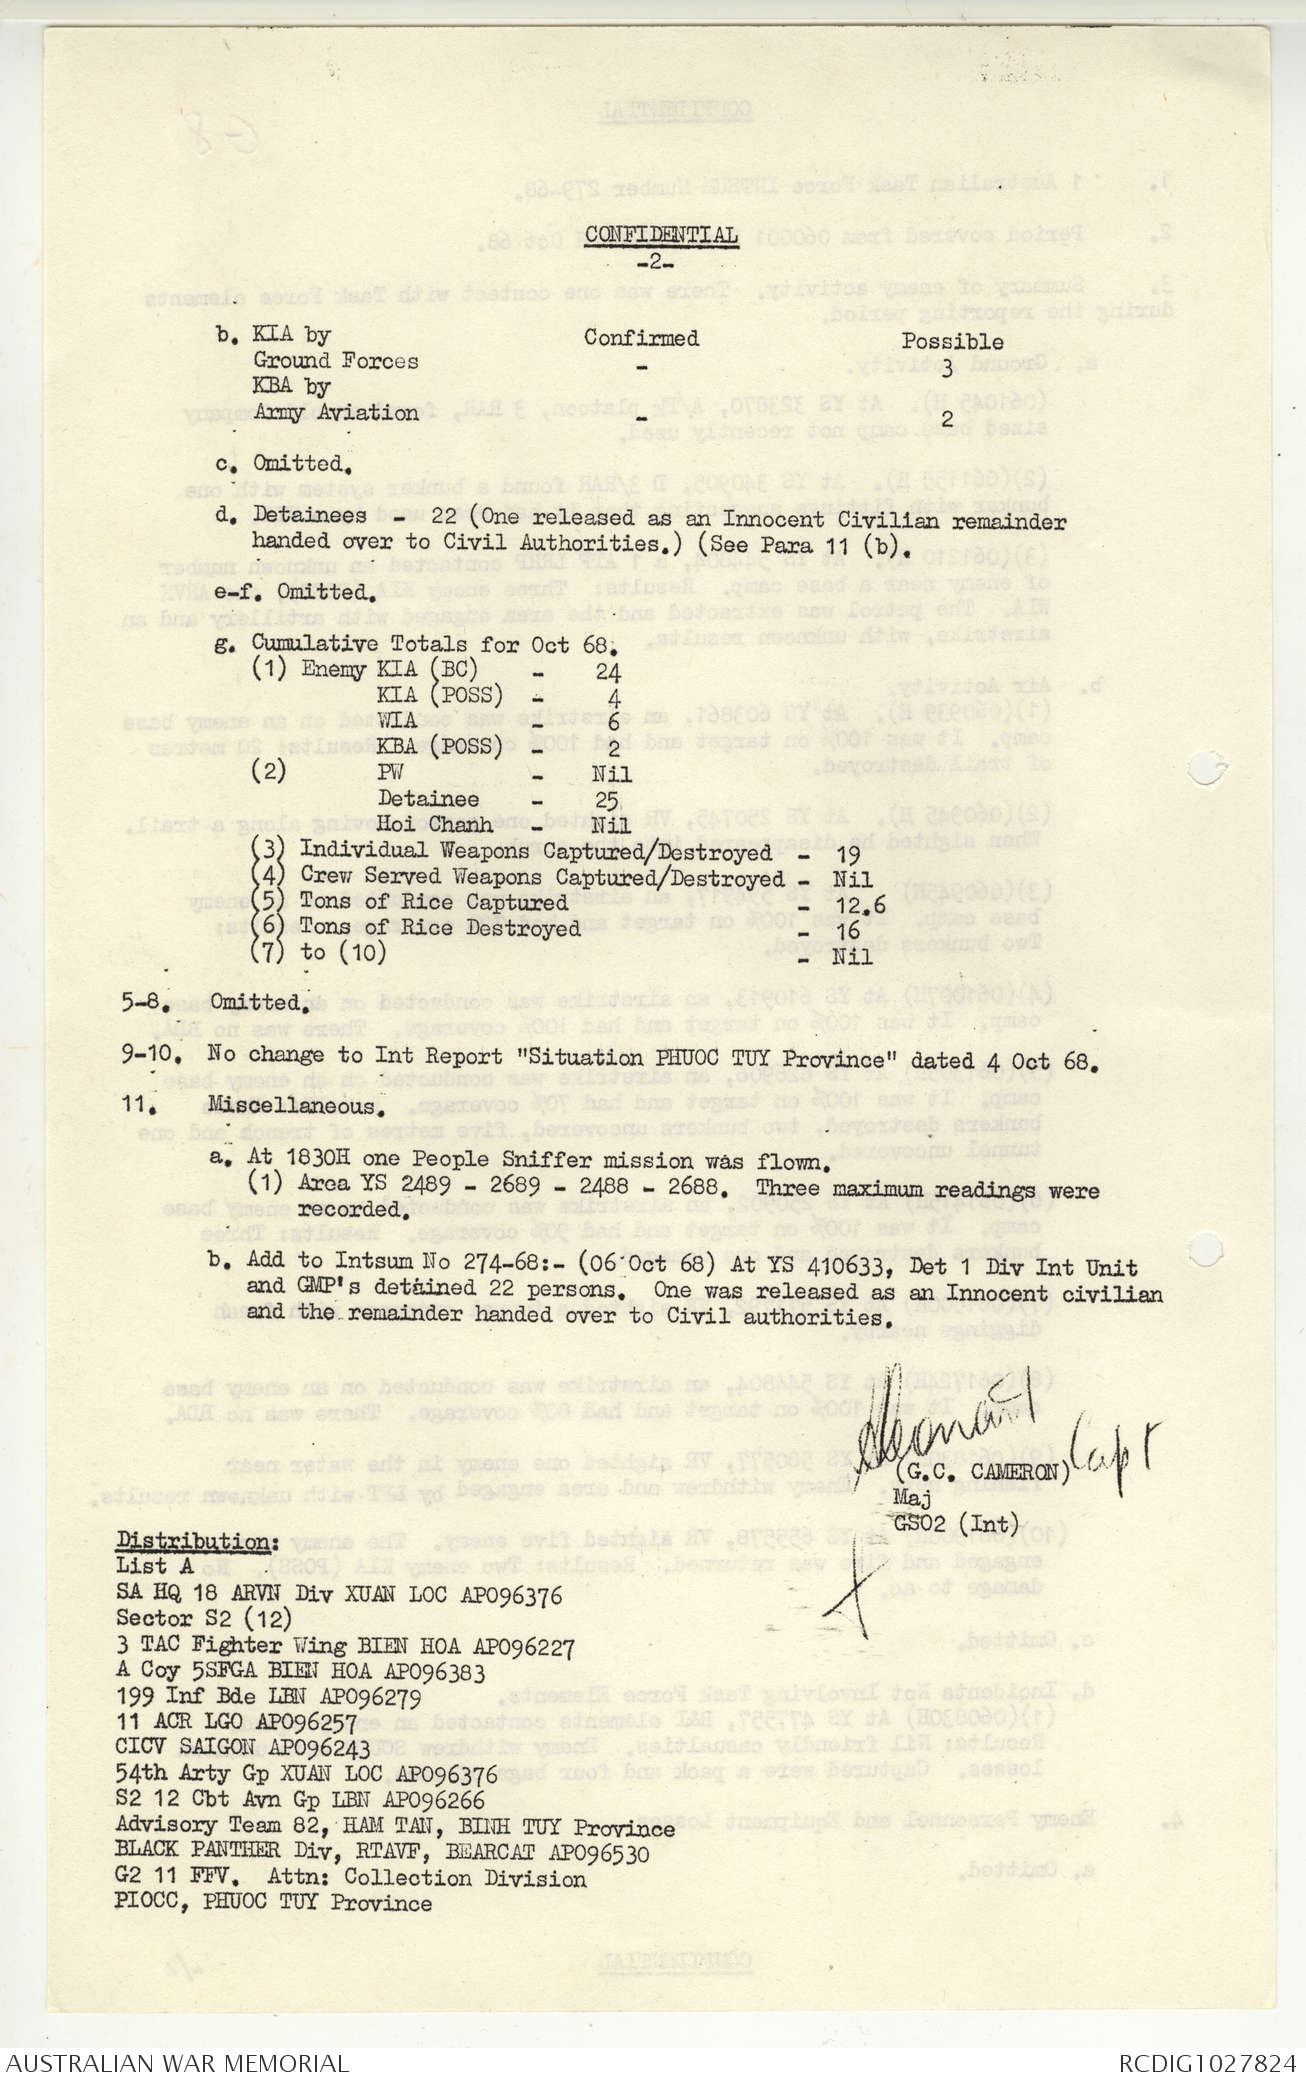 CONFIDENTIAL
-2-
b. KIA by Confirmed Possible
Ground Forces - 3
KBA by
Army Aviation - 2
c. Omitted.
d. Detainees - 22 (One released as an Innocent Civilian remainder
handed over to Civil Authorities.) (See Para 11 (b).
e-f. Omitted.
g. Cumulative Totals for Oct 68.
(1) Enemy KIA (BC) - 24
KIA (POSS) - 4
WIA - 6
KBA (POSS) - 2
(2) PW - Nil
Detainee - 25
Hoi Chanh - Nil
(3) Individual Weapons Captured/Destroyed - 19
(4) Crew Served Weapons Captured/Destroyed - Nil
(5) Tons of Rice Captured - 12.6
(6) Tons of Rice Destroyed - 16
(7) to (10) - Nil
5-8. Omitted.
9-10. No change to Int Report "Situation PHUOC TUY Province" dated 4 Oct 68.
11. Miscellaneous.
a. At 1830H one People Sniffer mission was flown.
(1) Area YS 2489 - 2689 - 2488 - 2688. Three maximum readings were
recorded.
b. Add to Intsum No 274-68:- (06 Oct 68) At YS 410633, Det 1 Div Int Unit
and GMP's detained 22 persons. One was released as an Innocent civilian
and the remainder handed over to Civil authorities.
Capt
(G.C. CAMERON)
Maj
GSO2 (Int)
Distribution:
List A
SA HQ 18 ARVN Div XUAN LOC APO96376
Sector S2 (12)
3 TAC Fighter Wing BIEN HOA APO96227
A Coy 5SFGA BIEN HOA APO96383
199 Inf Bde LBN APO96279
11 ACR LGO APO96257
CICV SAIGON APO96243
54th Arty Gp XUAN LOC APO96376
S2 12 Cbt Avn Gp LBN APO96266
Advisory Team 82, HAM TAN, BINH TUY Province
BLACK PANTHER Div, RTAVF, BEARCAT APO96530
G2 11 FFV. Attn: Collection Division
PIOCC, PHUOC TUY Province
AUSTRALIAN WAR MEMORIAL
RCDIG1027824